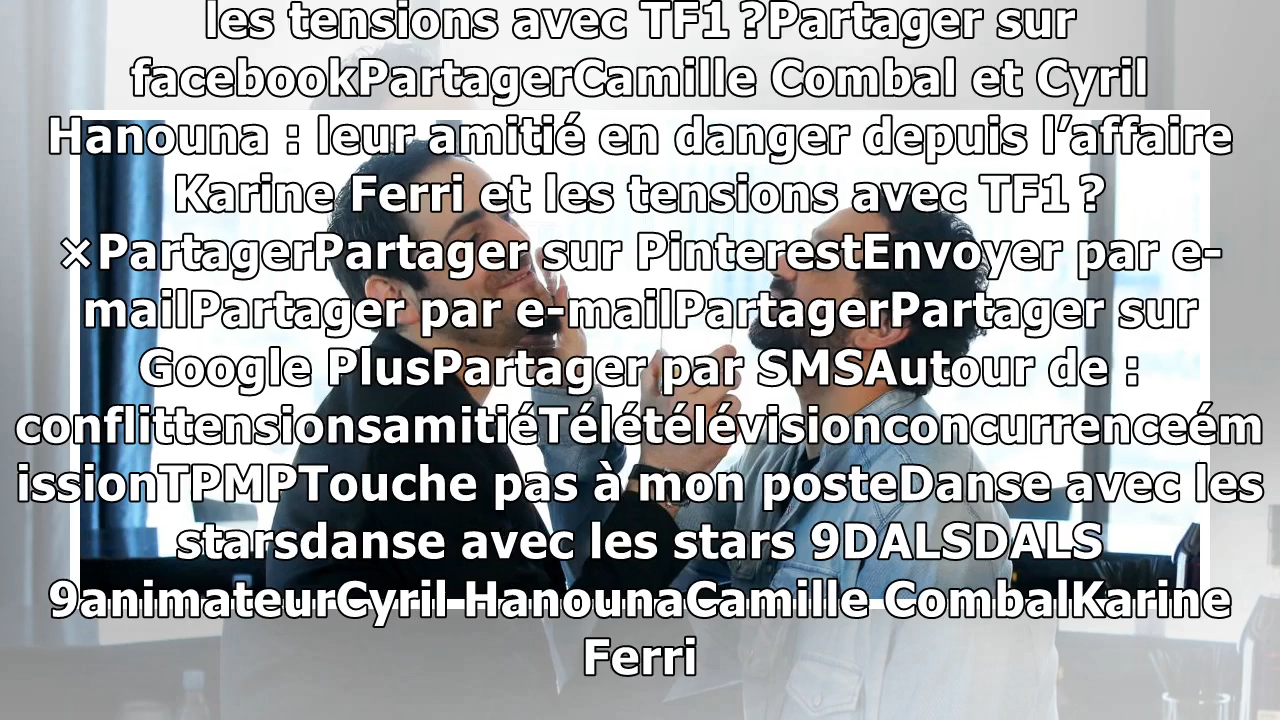 les tensions avec TF1 ?Partager sur
facebookPartagerCamille Combal et Cyril
Hanouna : leur amitié en danger depuis l’affaire
Karine Ferri et les tensions avec TF1 ?
×PartagerPartager sur PinterestEnvoyer par e-
mailPartager par e-mailPartagerPartager sur
Google PlusPartager par SMSAutour de :
conflittensionsamitiéTélétélévisionconcurrenceém
issionTPMPTouche pas à mon posteDanse avec les
starsdanse avec les stars 9DALSDALS
9animateurCyril HanounaCamille CombalKarine
Ferri